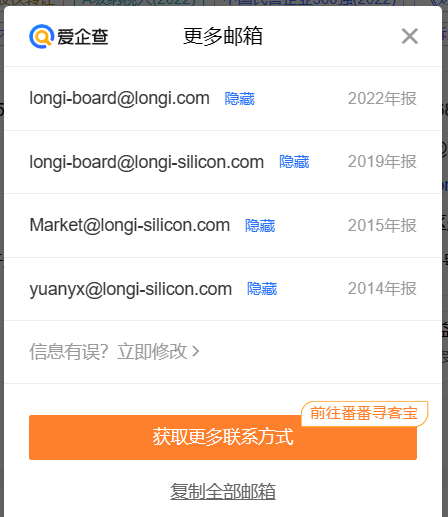 爱企查 更多邮箱
longi-board@longi.com 隐藏 2022年报
longi-board@longi-silicon.com 隐藏 2019年报
Market@longi-silicon.com 隐藏 2015年报
yuanyx@longi-silicon.com 隐藏 2014年报
信息有误？立即修改
前往番番寻客宝
获取更多联系方式
复制全部邮箱